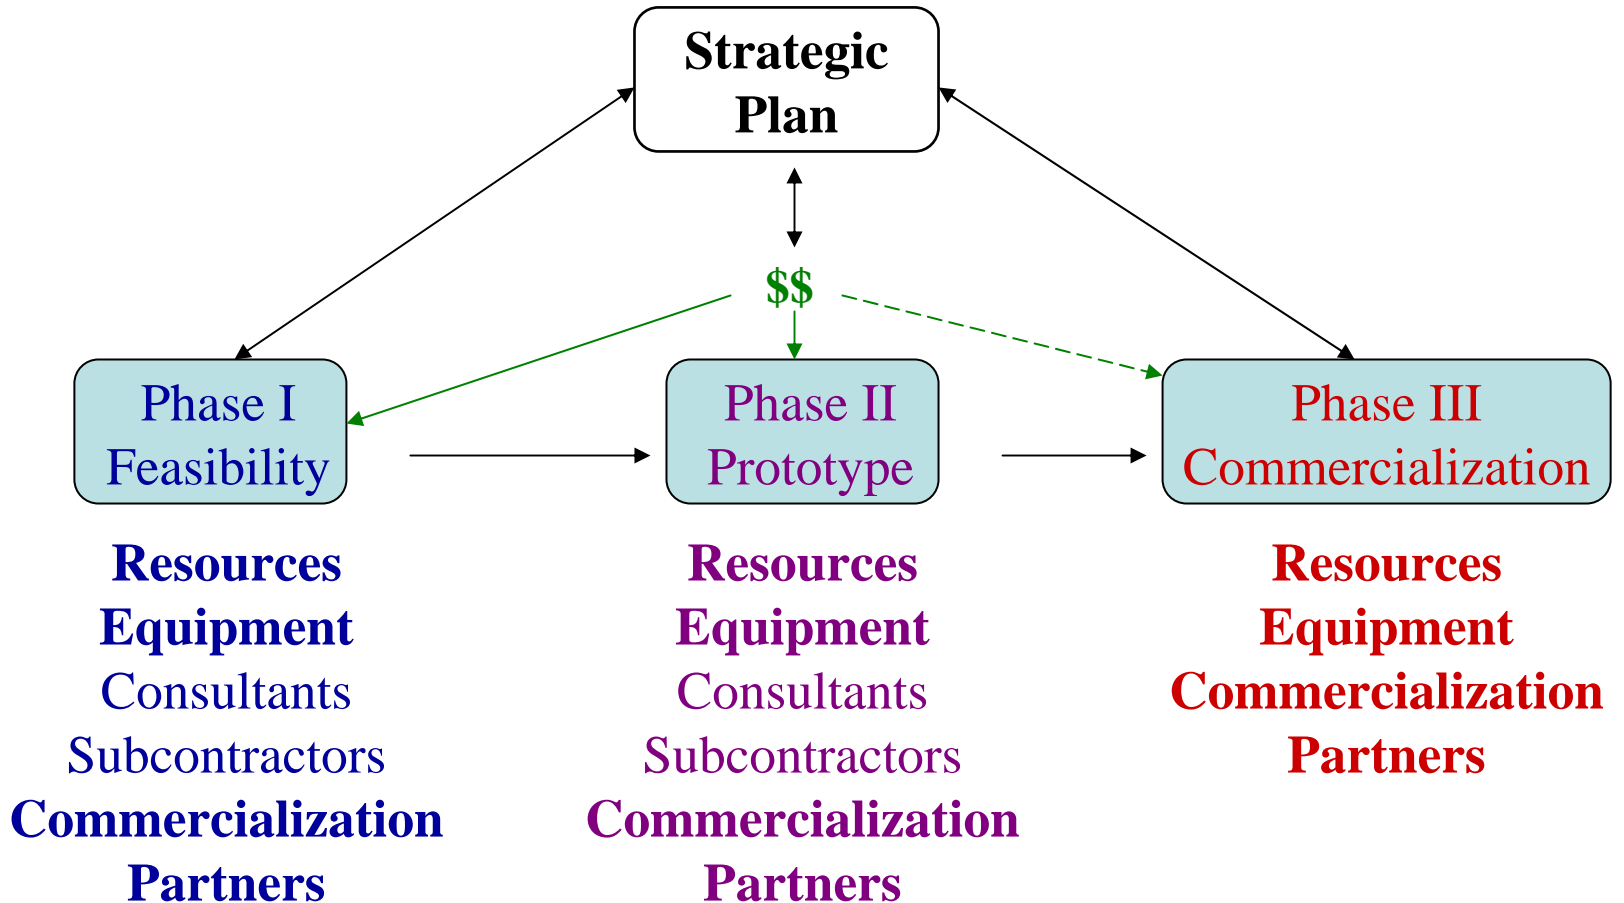 Strategic
Plan
$$
Phase I
Feasibility
Phase II
Prototype
Phase III
Commercialization
Resources
Equipment
Consultants
Subcontractors
Commercialization
Partners
Resources
Equipment
Consultants
Subcontractors
Commercialization
Partners
Resources
Equipment
Commercialization
Partners